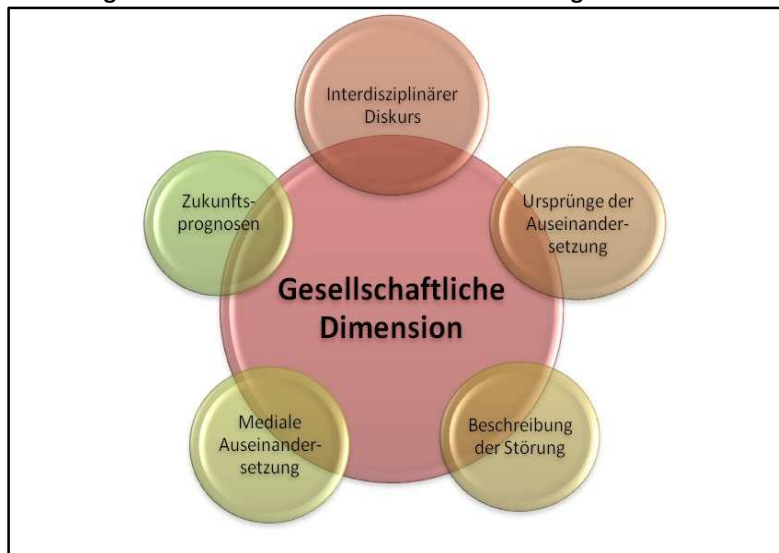 Interdisziplinärer
Diskurs
Zukunfts-
prognosen
Ursprünge der
Auseinander-
setzung
Gesellschaftliche
Dimension
Mediale
Auseinander-
setzung
Beschreibung
der Störung